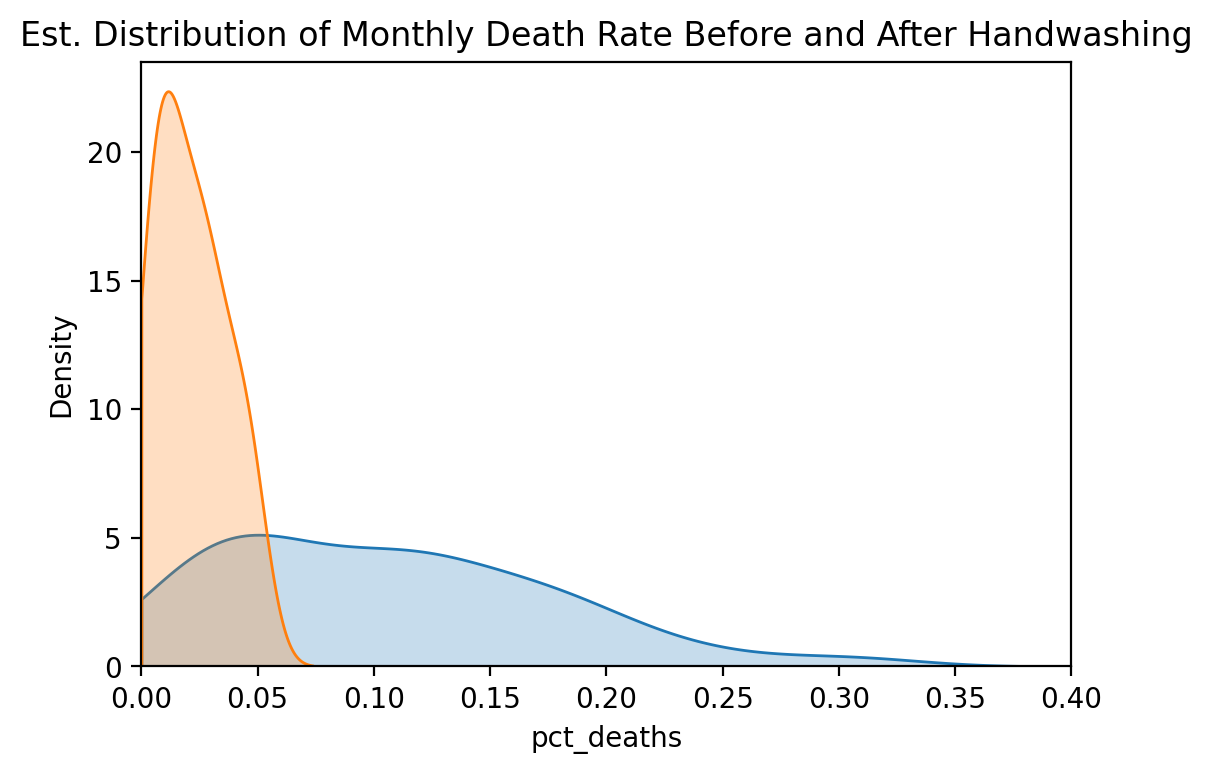 Est. Distribution of Monthly Death Rate Before and After Handwashing
20
15
10
5
0
Density
0.00 0.05 0.10 0.15 0.20 0.25 0.30 0.35 0.40
pct_deaths